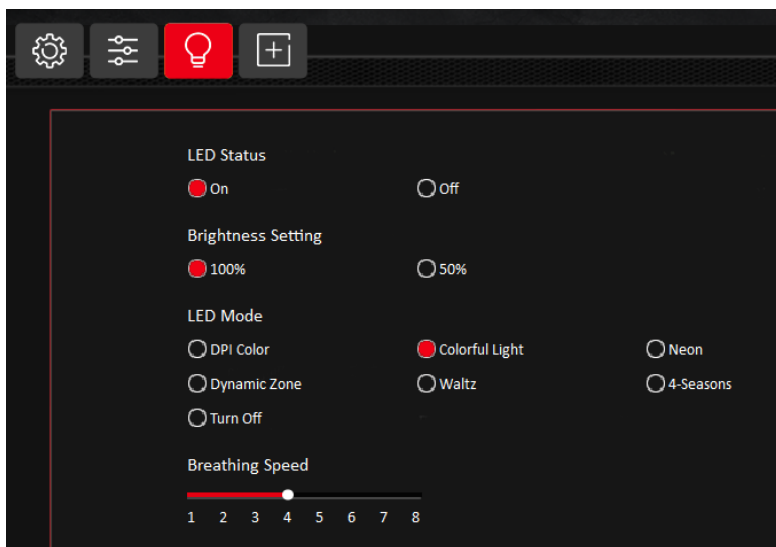 LED Status
On Off
Brightness Setting
100% 50%
LED Mode
DPI Color Colorful Light Neon
Dynamic Zone Waltz 4-Seasons
Turn Off
Breathing Speed
1 2 3 4 5 6 7 8